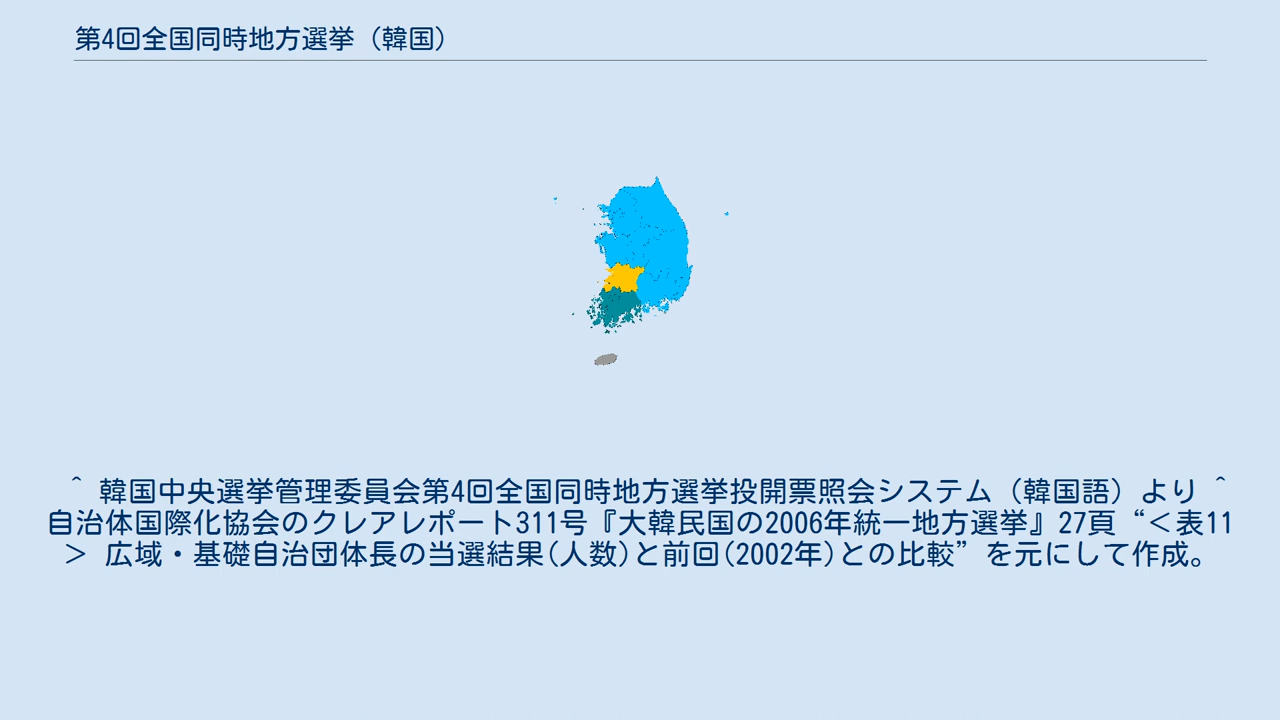 第4回全国同時地方選挙（韓国）
^ 韓国中央選挙管理委員会第4回全国同時地方選挙投開票照会システム（韓国語）より ^
自治体国際化協会のクレアレポート311号『大韓民国の2006年統一地方選挙』27頁“＜表11
＞ 広域・基礎自治団体長の当選結果(人数)と前回(2002年)との比較”を元にして作成。